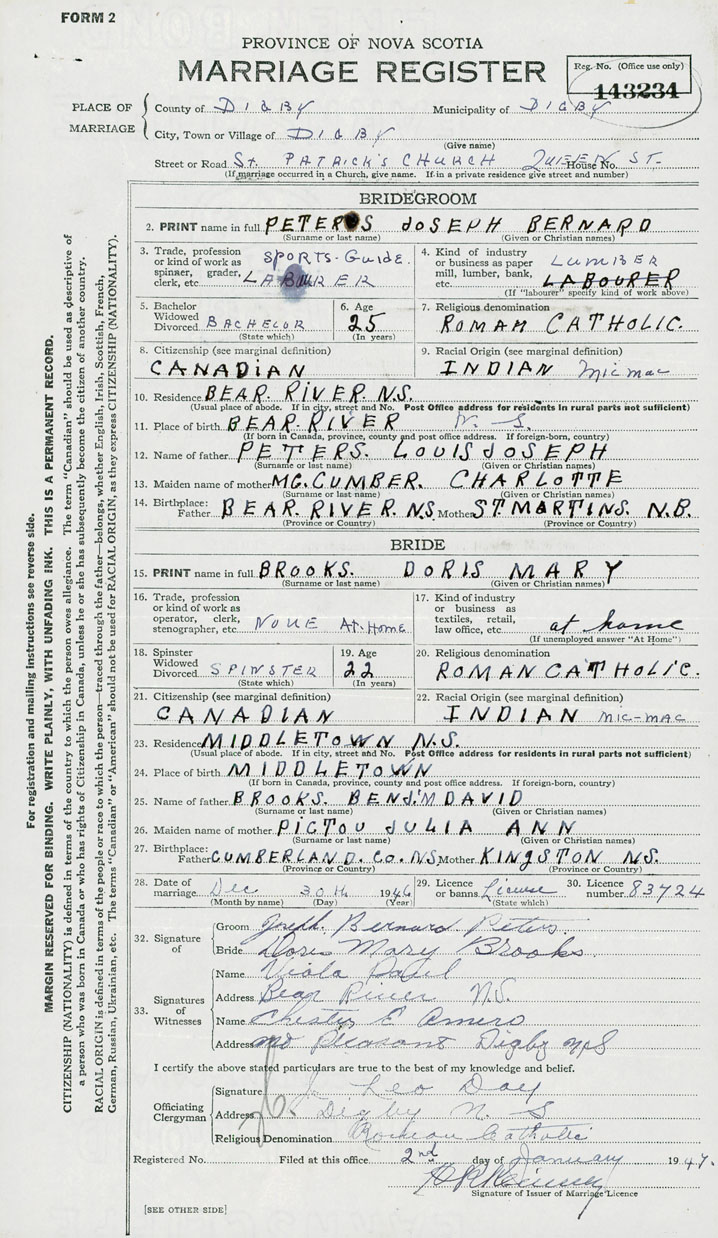 FORM 2
PROVINCE OF NOVA SCOTIA
MARRIAGE REGISTER
Reg. No. (Office use only)
143234
PLACE OF MARRIAGE
County of DIGBY Municipality of DIGBY
City, Town or Village of DIGBY
(Give name)
Street or Road St. PATRICK'S CHURCH QUEEN House No. ST.
(If marriage occurred in a Church, give name. If in a private residence give street and number)
BRIDEGROOM
2. PRINT name in full PETERS JOSEPH BERNARD
(Surname or last name) (Given or Christian names)
3. Trade, profession or kind of work as spinner, grader, clerk, etc. SPORTS-GUIDE. LABOURER
4. Kind of industry or business as paper mill, lumber, bank, etc. LUMBER LABOURER
(If "labourer" specify kind of work above)
5. Bachelor Widowed Divorced BACHELOR
(State which)
6. Age 25
(In years)
7. Religious denomination
ROMAN CATHOLIC.
8. Citizenship (see marginal definition)
CANADIAN
9. Racial Origin (see marginal definition)
INDIAN Micmac
10. Residence BEAR RIVER N.S.
(Usual place of abode. If in city, street and No. Post Office address for residents in rural parts not sufficient)
11. Place of birth BEAR RIVER N. S.
(If born in Canada, province, county and post office address. If foreign-born, country)
12. Name of father PETERS. LOUIS JOSEPH
(Surname or last name) (Given or Christian names)
13. Maiden name of mother MC.CUMBER. CHARLOTTE
(Surname or last name) (Given or Christian names)
14. Birthplace: Father BEAR RIVER. N.S. Mother ST. MARTINS. N.B.
(Province or Country) (Province or Country)
BRIDE
15. PRINT name in full BROOKS. DORIS MARY
(Surname or last name) (Given or Christian names)
16. Trade, profession or kind of work as operator, clerk, stenographer, etc. NONE AT-HOME
17. Kind of industry or business as textiles, retail, law office, etc. at home
(If unemployed answer "At Home")
18. Spinster Widowed Divorced SPINSTER
(State which)
19. Age 22
(In years)
20. Religious denomination
ROMAN CATHOLIC.
21. Citizenship (see marginal definition)
CANADIAN
22. Racial Origin (see marginal definition)
INDIAN MIC-MAC
23. Residence MIDDLETOWN N.S.
(Usual place of abode. If in city, street and No. Post Office address for residents in rural parts not sufficient)
24. Place of birth MIDDLETOWN
(If born in Canada, province, county and post office address. If foreign-born, country)
25. Name of father BROOKS. BENJ'M DAVID
(Surname or last name) (Given or Christian names)
26. Maiden name of mother PICTOU JULIA ANN
(Surname or last name) (Given or Christian names)
27. Birthplace: Father CUMBERLAND. CO. N.S. Mother KINGSTON N.S.
(Province or Country) (Province or Country)
28. Date of marriage Dec 30th 1946
(Month by name) (Day) (Year)
29. Licence or banns License
(State which)
30. Licence number 83724
32. Signature of
Groom Joseph Bernard Peters.
Bride Doris Mary Brooks.
33. Signatures of Witnesses
Name Viola Paul
Address Bear River N.S.
Name Chester E Amero
Address Mt Pleasant Digby N.S
I certify the above stated particulars are true to the best of my knowledge and belief.
Officiating Clergyman
Signature J. Leo Day
Address Digby N. S
Religious Denomination Roman Catholic
Registered No. Filed at this office 2nd day of January 1947.
Signature of Issuer of Marriage Licence
[SEE OTHER SIDE]
For registration and mailing instructions see reverse side.
MARGIN RESERVED FOR BINDING. WRITE PLAINLY, WITH UNFADING INK. THIS IS A PERMANENT RECORD.
CITIZENSHIP (NATIONALITY) is defined in terms of the country to which the person owes allegiance. The term "Canadian" should be used as descriptive of
a person who was born in Canada or who has rights of Citizenship in Canada, unless he or she has subsequently become the citizen of another country.
RACIAL ORIGIN is defined in terms of the people or race to which the person—traced through the father—belongs, whether English, Irish, Scottish, French,
German, Russian, Ukrainian, etc. The terms "Canadian" or "American" should not be used for RACIAL ORIGIN, as they express CITIZENSHIP (NATIONALITY).